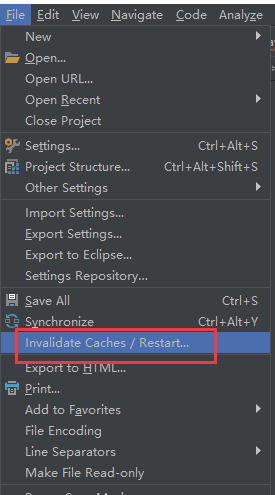 File Edit View Navigate Code Analyze
New
Open...
Open URL...
Open Recent
Close Project
Settings... Ctrl+Alt+S
Project Structure... Ctrl+Alt+Shift+S
Other Settings
Import Settings...
Export Settings...
Export to Eclipse...
Settings Repository...
Save All Ctrl+S
Synchronize Ctrl+Alt+Y
Invalidate Caches / Restart...
Export to HTML...
Print...
Add to Favorites
File Encoding
Line Separators
Make File Read-only